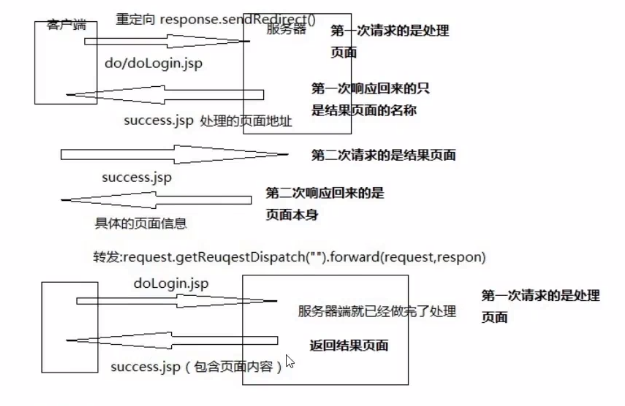 重定向 response.sendRedirect()
客户端
服务器
第一次请求的是处理
页面
do/doLogin.jsp
第一次响应回来的只
是结果页面的名称
success.jsp 处理的页面地址
第二次请求的是结果页面
success.jsp
第二次响应回来的是
页面本身
具体的页面信息
转发:request.getReuqestDispatch("").forward(request,respon)
doLogin.jsp
第一次请求的是处理
页面
服务器端就已经做完了处理
返回结果页面
success.jsp（包含页面内容）